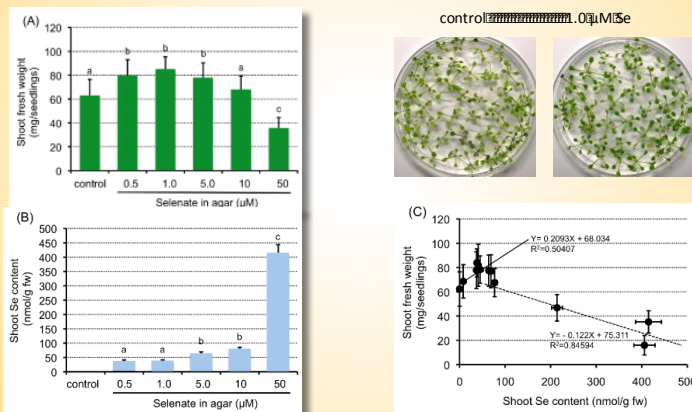 (A)
120
100
80
60
40
20
0
Shoot fresh weight
(mg/seedlings)
a b b b a c
control 0.5 1.0 5.0 10 50
Selenate in agar (μM)
control 1.0 μM Se
(B)
500
450
400
350
300
250
200
150
100
50
0
Shoot Se content
(nmol/g fw)
a a b b c
control 0.5 1.0 5.0 10 50
Selenate in agar (μM)
(C)
120
100
80
60
40
20
0
Shoot fresh weight
(mg/seedlings)
Y= 0.2093X + 68.034
R²=0.50407
Y= - 0.122X + 75.311
R²=0.84594
0 100 200 300 400 500
Shoot Se content (nmol/g fw)